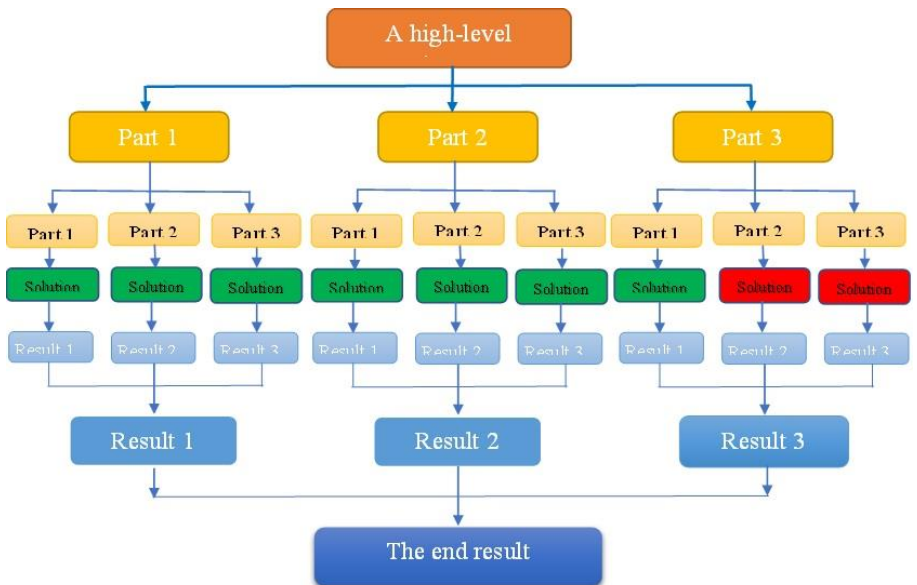 A high-level
Part 1
Part 2
Part 3
Part 1
Part 2
Part 3
Part 1
Part 2
Part 3
Part 1
Part 2
Part 3
Solution
Solution
Solution
Solution
Solution
Solution
Solution
Solution
Solution
Result 1
Result 2
Result 3
Result 1
Result 2
Result 3
Result 1
Result 2
Result 3
Result 1
Result 2
Result 3
The end result